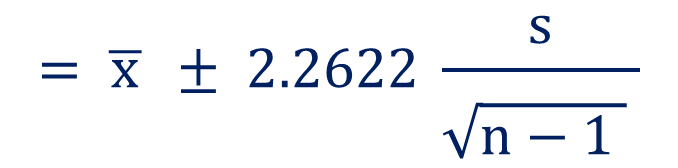 = x̅ ± 2.2622 s / √(n − 1)